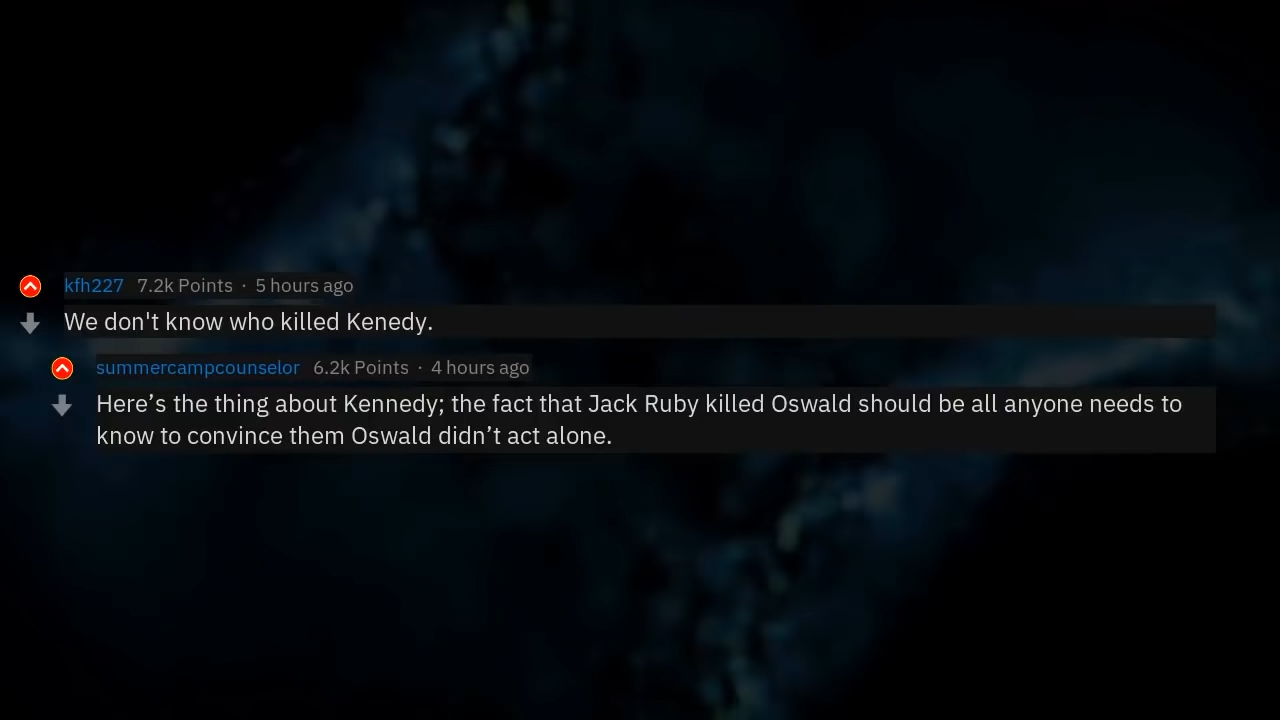 kfh227 7.2k Points · 5 hours ago
We don't know who killed Kenedy.
summercampcounselor 6.2k Points · 4 hours ago
Here’s the thing about Kennedy; the fact that Jack Ruby killed Oswald should be all anyone needs to
know to convince them Oswald didn’t act alone.